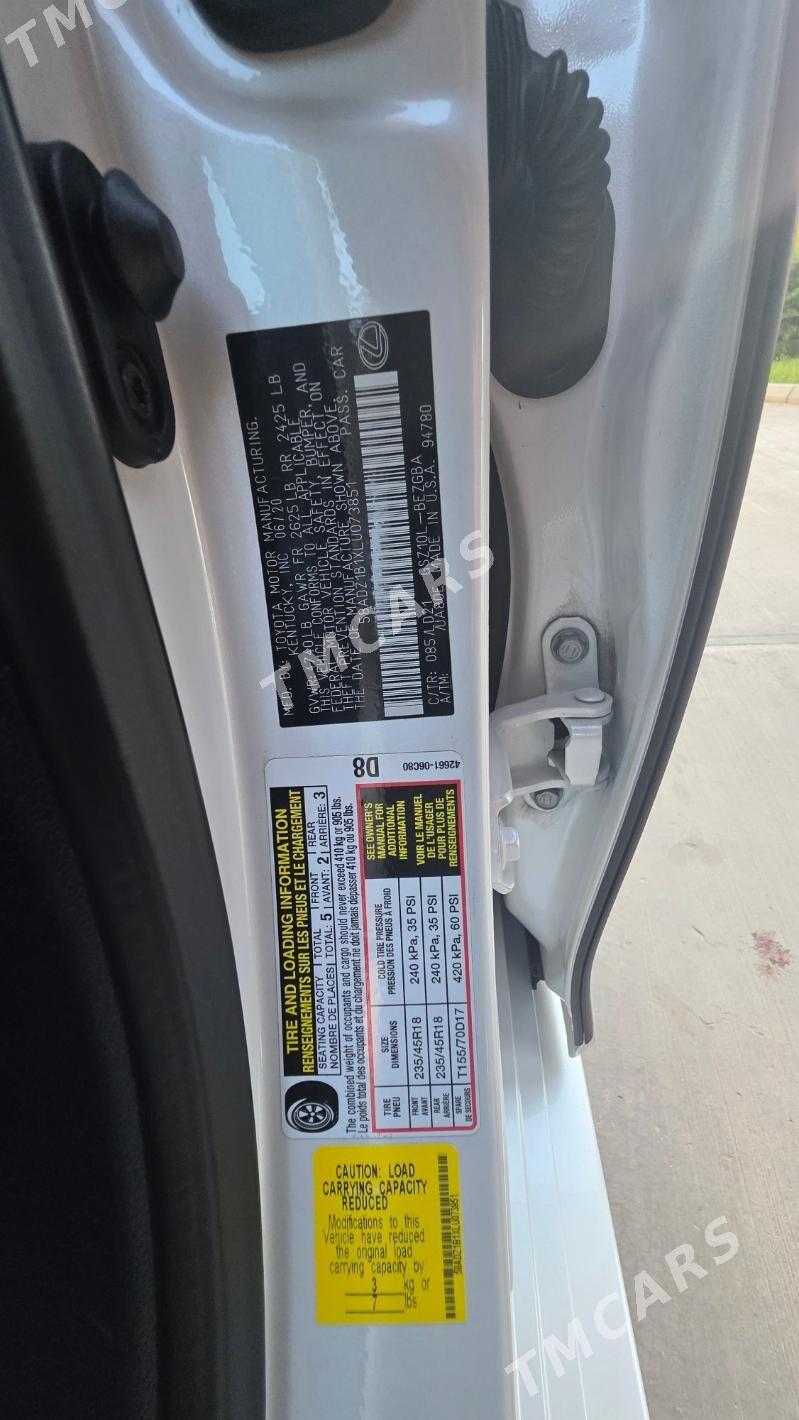 MFD. BY: TOYOTA MOTOR MANUFACTURING,
KENTUCKY, INC 06/20
GAWR FR 2625 LB RR 2425 LB
THIS VEHICLE CONFORMS TO ALL APPLICABLE
FEDERAL MOTOR VEHICLE SAFETY, BUMPER, AND
THEFT PREVENTION STANDARDS IN EFFECT ON
THE DATE OF MANUFACTURE SHOWN ABOVE.
58ADZ1B1XLU073851 PASS. CAR
C/TR: 085/LD21 GSZ10L-BEZGBA
A/TM: MADE IN U.S.A. 94780
D8
42661-06C80
TIRE AND LOADING INFORMATION
RENSEIGNEMENTS SUR LES PNEUS ET LE CHARGEMENT
SEATING CAPACITY TOTAL FRONT REAR
NOMBRE DE PLACES TOTAL: 5 AVANT: 2 ARRIÈRE: 3
The combined weight of occupants and cargo should never exceed 410 kg or 905 lbs.
Le poids total des occupants et du chargement ne doit jamais dépasser 410 kg ou 905 lbs.
TIRE PNEU
SIZE DIMENSIONS
COLD TIRE PRESSURE
PRESSION DES PNEUS À FROID
FRONT AVANT 235/45R18 240 kPa, 35 PSI
REAR ARRIÈRE 235/45R18 240 kPa, 35 PSI
SPARE DE SECOURS T155/70D17 420 kPa, 60 PSI
SEE OWNER'S
MANUAL FOR
ADDITIONAL
INFORMATION
VOIR LE MANUEL
DE L'USAGER
POUR PLUS DE
RENSEIGNEMENTS
CAUTION: LOAD
CARRYING CAPACITY
REDUCED
Modifications to this
Vehicle have reduced
the original load
carrying capacity by
3 kg or
7 lbs
58ADZ1B1XLU073851
TMCARS
TMCARS